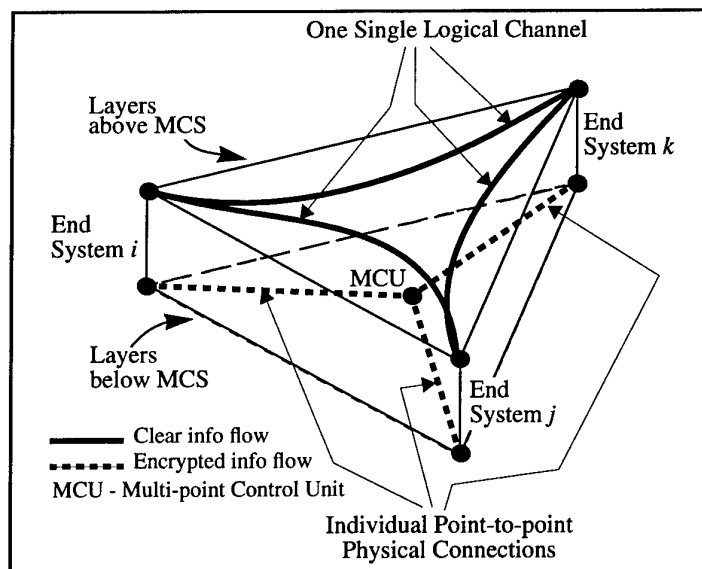 One Single Logical Channel
Layers
above MCS
End
System k
End
System i
MCU
Layers
below MCS
End
System j
Clear info flow
Encrypted info flow
MCU - Multi-point Control Unit
Individual Point-to-point
Physical Connections